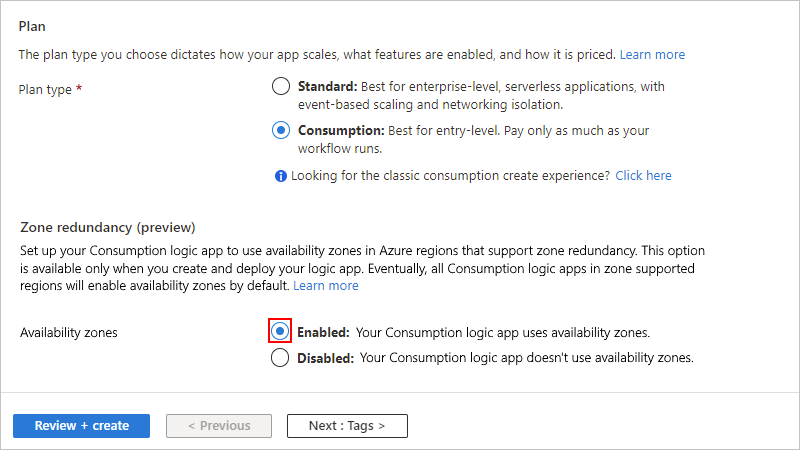 Plan
The plan type you choose dictates how your app scales, what features are enabled, and how it is priced. Learn more
Plan type *
Standard: Best for enterprise-level, serverless applications, with
event-based scaling and networking isolation.
Consumption: Best for entry-level. Pay only as much as your
workflow runs.
Looking for the classic consumption create experience? Click here
Zone redundancy (preview)
Set up your Consumption logic app to use availability zones in Azure regions that support zone redundancy. This option
is available only when you create and deploy your logic app. Eventually, all Consumption logic apps in zone supported
regions will enable availability zones by default. Learn more
Availability zones
Enabled: Your Consumption logic app uses availability zones.
Disabled: Your Consumption logic app doesn't use availability zones.
Review + create
< Previous
Next : Tags >